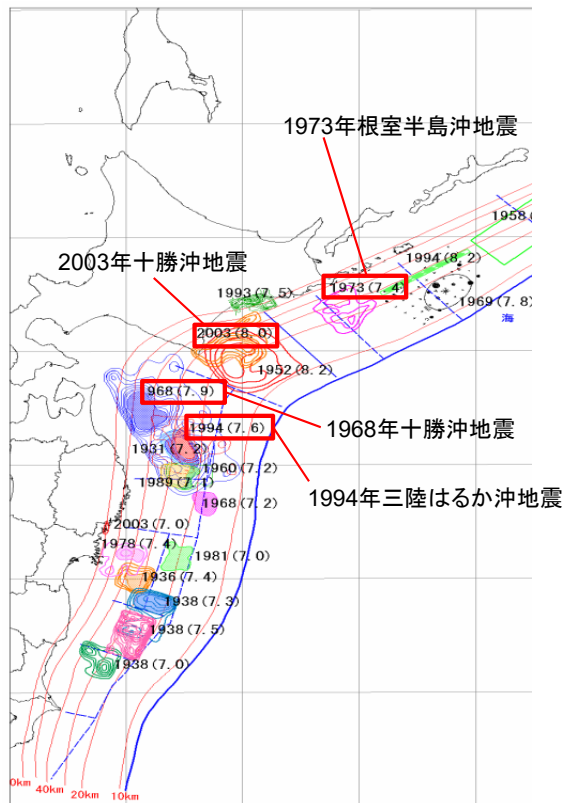 1973年根室半島沖地震
1958(
1994(8.2)
2003年十勝沖地震
1993(7.5)
1973(7.4)
1969(7.8)
海
2003(8.0)
1952(8.2)
968(7.9)
1994(7.6)
1968年十勝沖地震
1931(7.2)
1960(7.2)
1989(7.1)
1994年三陸はるか沖地震
1968(7.2)
2003(7.0)
1978(7.4)
1981(7.0)
1936(7.4)
1938(7.3)
1938(7.5)
1938(7.0)
0km
40km
20km
10km